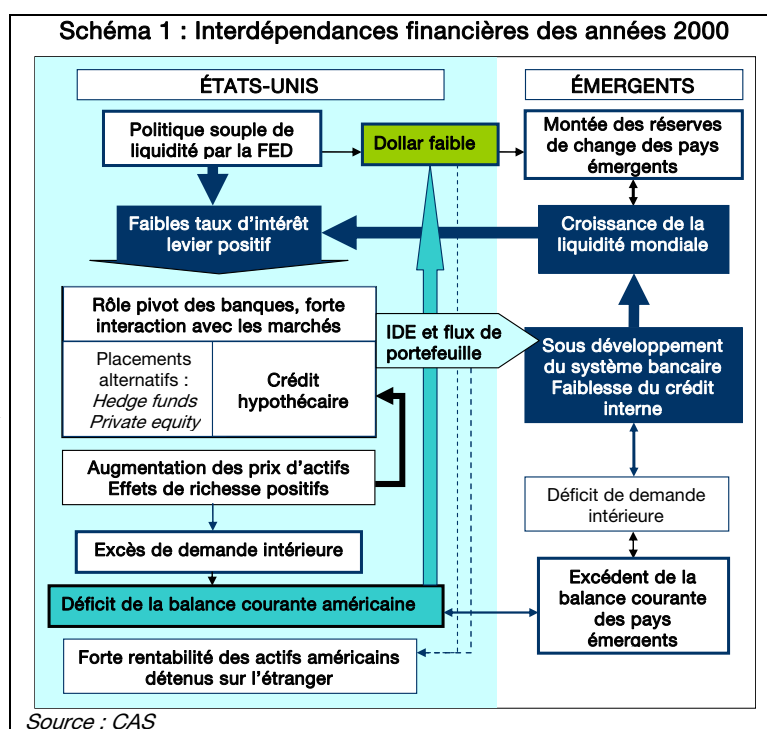 Schéma 1 : Interdépendances financières des années 2000
ÉTATS-UNIS
ÉMERGENTS
Politique souple de
liquidité par la FED
Dollar faible
Montée des réserves
de change des pays
émergents
Faibles taux d'intérêt
levier positif
Croissance de la
liquidité mondiale
Rôle pivot des banques, forte
interaction avec les marchés
Placements
alternatifs :
Hedge funds
Private equity
Crédit
hypothécaire
IDE et flux de
portefeuille
Sous développement
du système bancaire
Faiblesse du crédit
interne
Augmentation des prix d'actifs
Effets de richesse positifs
Déficit de demande
intérieure
Excès de demande intérieure
Déficit de la balance courante américaine
Excédent de la
balance courante
des pays
émergents
Forte rentabilité des actifs américains
détenus sur l'étranger
Source : CAS